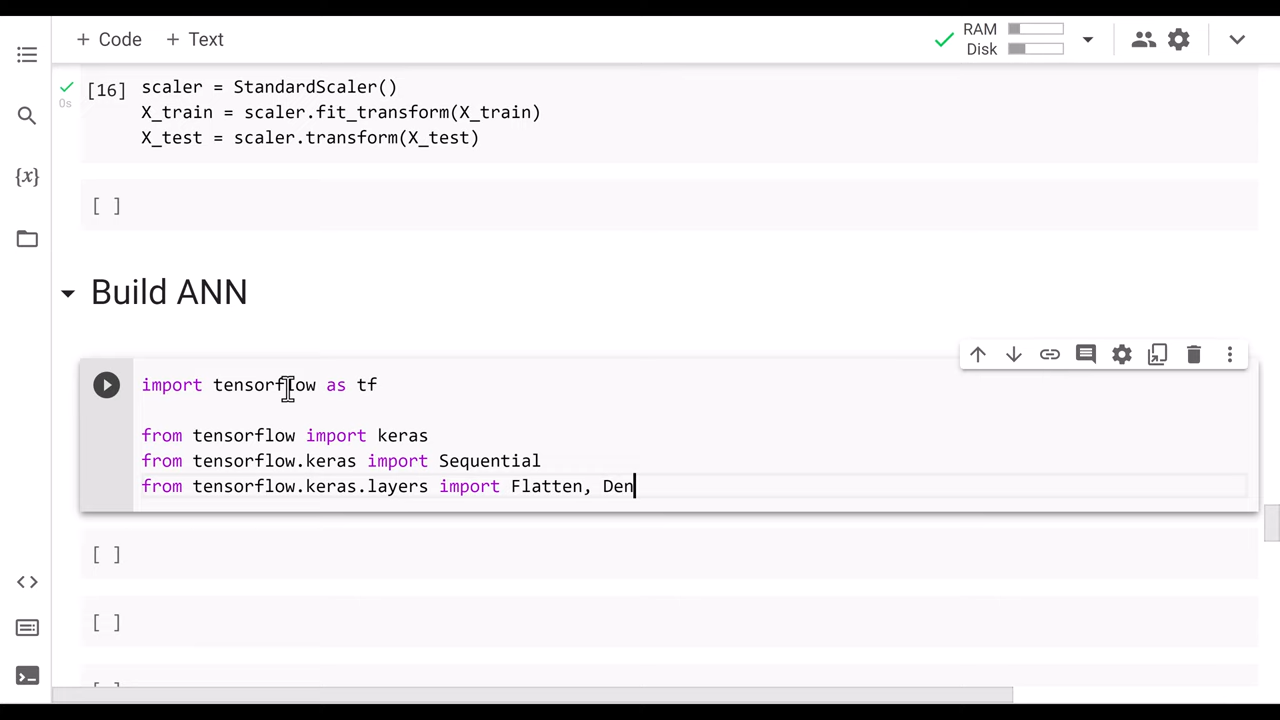 + Code + Text
RAM
Disk
[16] scaler = StandardScaler()
0s
X_train = scaler.fit_transform(X_train)
X_test = scaler.transform(X_test)
{x}
[ ]
Build ANN
import tensorflow as tf
from tensorflow import keras
from tensorflow.keras import Sequential
from tensorflow.keras.layers import Flatten, Den
[ ]
[ ]
[ ]